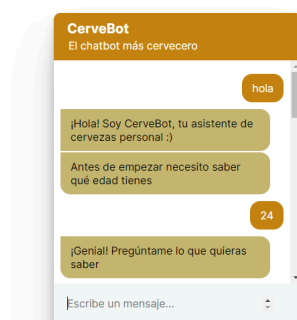 CerveBot
El chatbot más cervecero
hola
¡Hola! Soy CerveBot, tu asistente de
cervezas personal :)
Antes de empezar necesito saber
qué edad tienes
24
¡Genial! Pregúntame lo que quieras
saber
Escribe un mensaje...